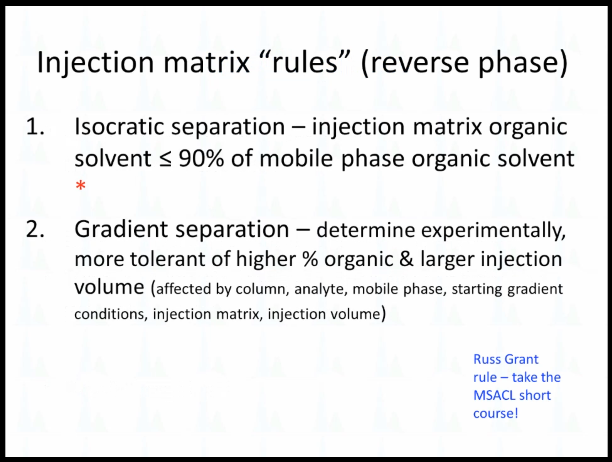 Injection matrix “rules” (reverse phase)
1. Isocratic separation – injection matrix organic
solvent ≤ 90% of mobile phase organic solvent
*
2. Gradient separation – determine experimentally,
more tolerant of higher % organic & larger injection
volume (affected by column, analyte, mobile phase, starting gradient
conditions, injection matrix, injection volume)
Russ Grant
rule – take the
MSACL short
course!